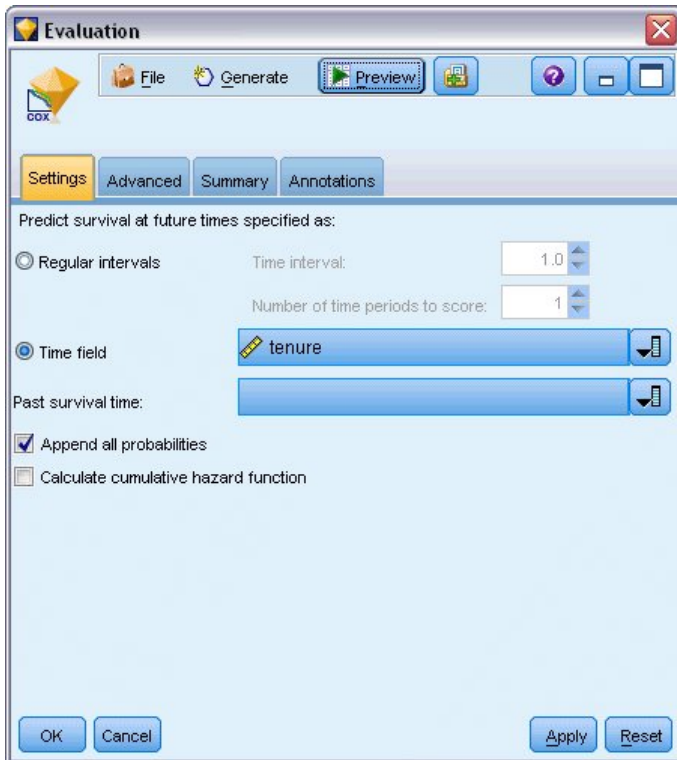 Evaluation
File Generate Preview
COX
Settings Advanced Summary Annotations
Predict survival at future times specified as:
Regular intervals Time interval: 1.0
Number of time periods to score: 1
Time field tenure
Past survival time:
Append all probabilities
Calculate cumulative hazard function
OK Cancel Apply Reset